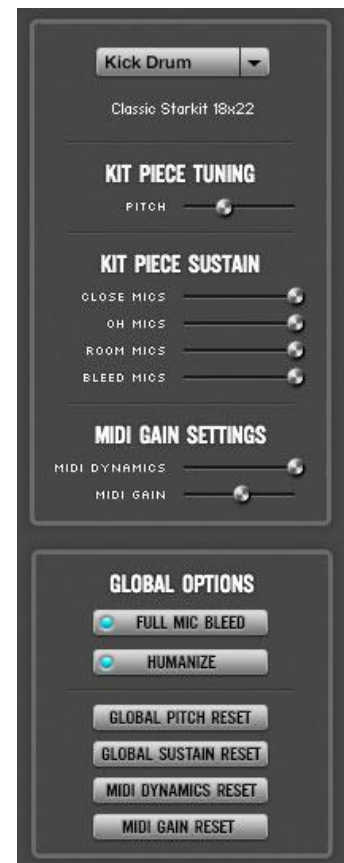 Kick Drum
Classic Starkit 18x22
KIT PIECE TUNING
PITCH
KIT PIECE SUSTAIN
CLOSE MICS
OH MICS
ROOM MICS
BLEED MICS
MIDI GAIN SETTINGS
MIDI DYNAMICS
MIDI GAIN
GLOBAL OPTIONS
FULL MIC BLEED
HUMANIZE
GLOBAL PITCH RESET
GLOBAL SUSTAIN RESET
MIDI DYNAMICS RESET
MIDI GAIN RESET